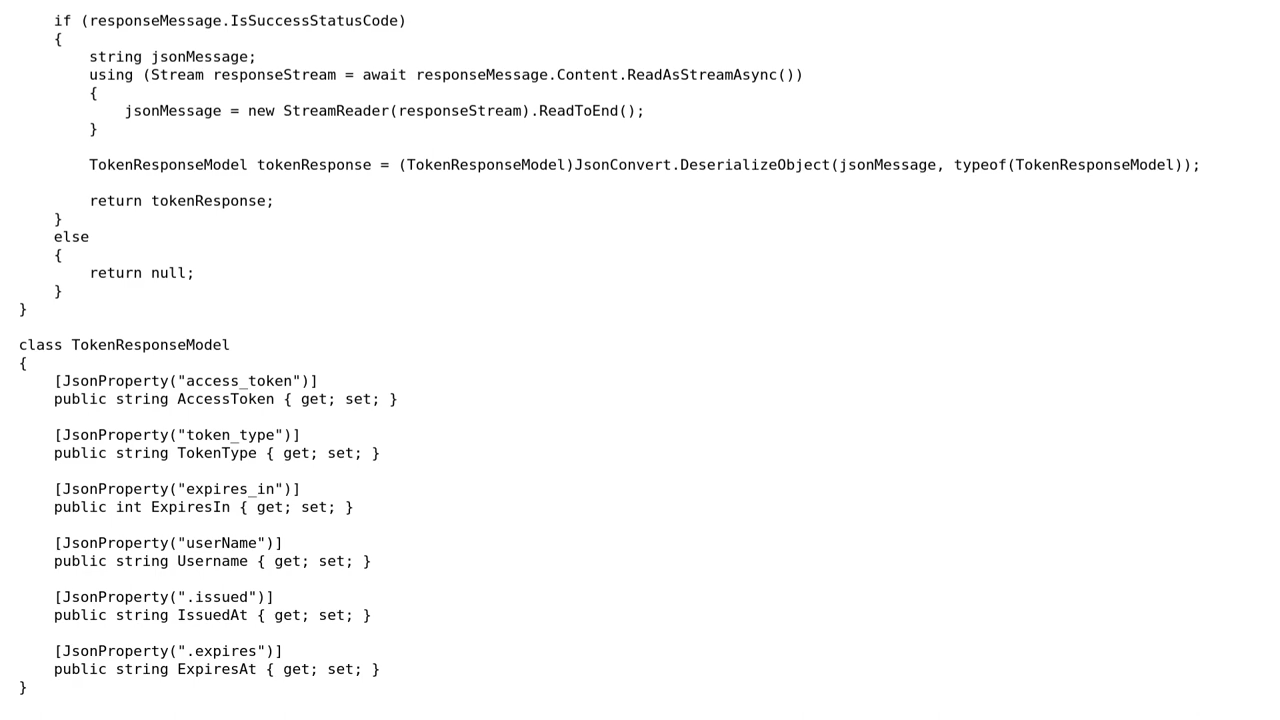 if (responseMessage.IsSuccessStatusCode)
    {
        string jsonMessage;
        using (Stream responseStream = await responseMessage.Content.ReadAsStreamAsync())
        {
            jsonMessage = new StreamReader(responseStream).ReadToEnd();
        }

        TokenResponseModel tokenResponse = (TokenResponseModel)JsonConvert.DeserializeObject(jsonMessage, typeof(TokenResponseModel));

        return tokenResponse;
    }
    else
    {
        return null;
    }
}

class TokenResponseModel
{
    [JsonProperty("access_token")]
    public string AccessToken { get; set; }

    [JsonProperty("token_type")]
    public string TokenType { get; set; }

    [JsonProperty("expires_in")]
    public int ExpiresIn { get; set; }

    [JsonProperty("userName")]
    public string Username { get; set; }

    [JsonProperty(".issued")]
    public string IssuedAt { get; set; }

    [JsonProperty(".expires")]
    public string ExpiresAt { get; set; }
}